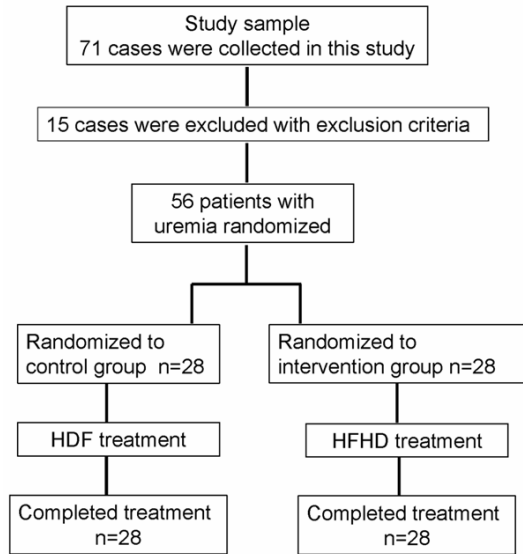 Study sample
71 cases were collected in this study
15 cases were excluded with exclusion criteria
56 patients with
uremia randomized
Randomized to
control group n=28
Randomized to
intervention group n=28
HDF treatment
HFHD treatment
Completed treatment
n=28
Completed treatment
n=28